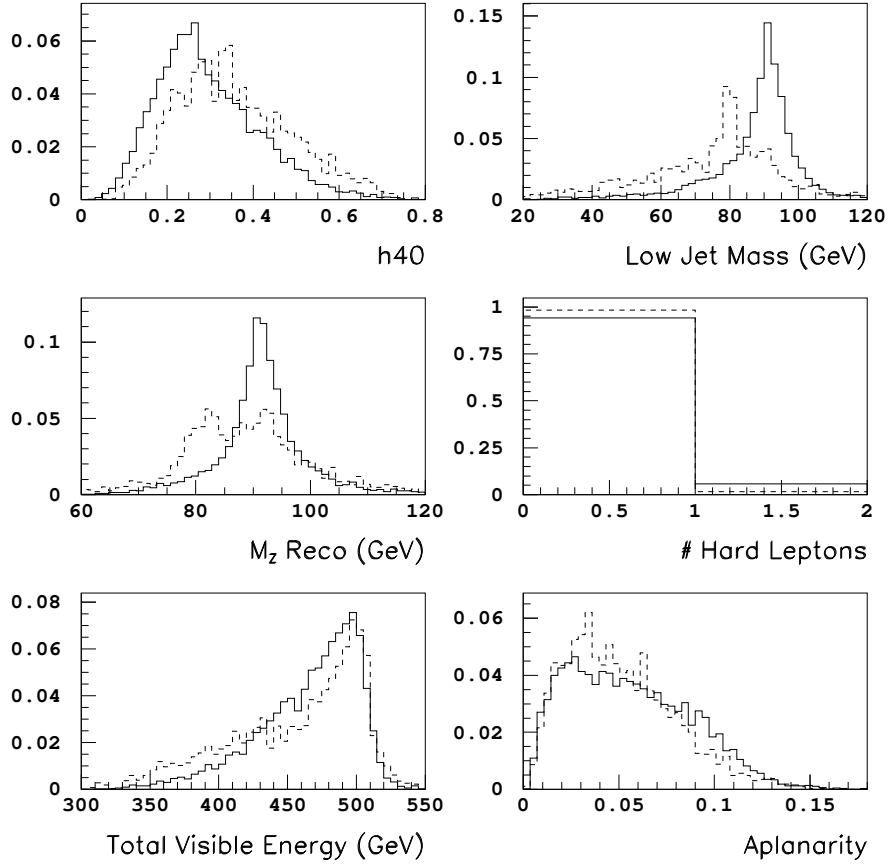 0.06
0.04
0.02
0
0 0.2 0.4 0.6 0.8
h40
0.15
0.1
0.05
0
20 40 60 80 100 120
Low Jet Mass (GeV)
0.1
0.05
0
60 80 100 120
Mz Reco (GeV)
1
0.75
0.5
0.25
0
0 0.5 1 1.5 2
# Hard Leptons
0.08
0.06
0.04
0.02
0
300 350 400 450 500 550
Total Visible Energy (GeV)
0.06
0.04
0.02
0
0 0.05 0.1 0.15
Aplanarity